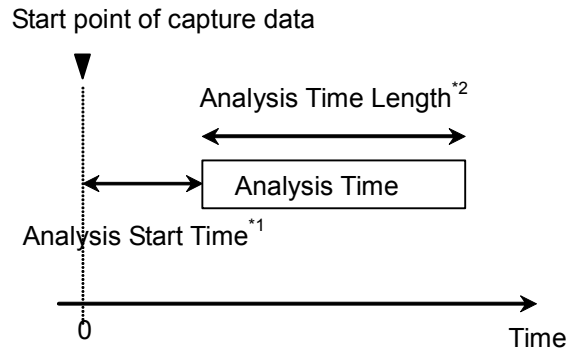 Start point of capture data
Analysis Time Length*2
Analysis Time
Analysis Start Time*1
0
Time